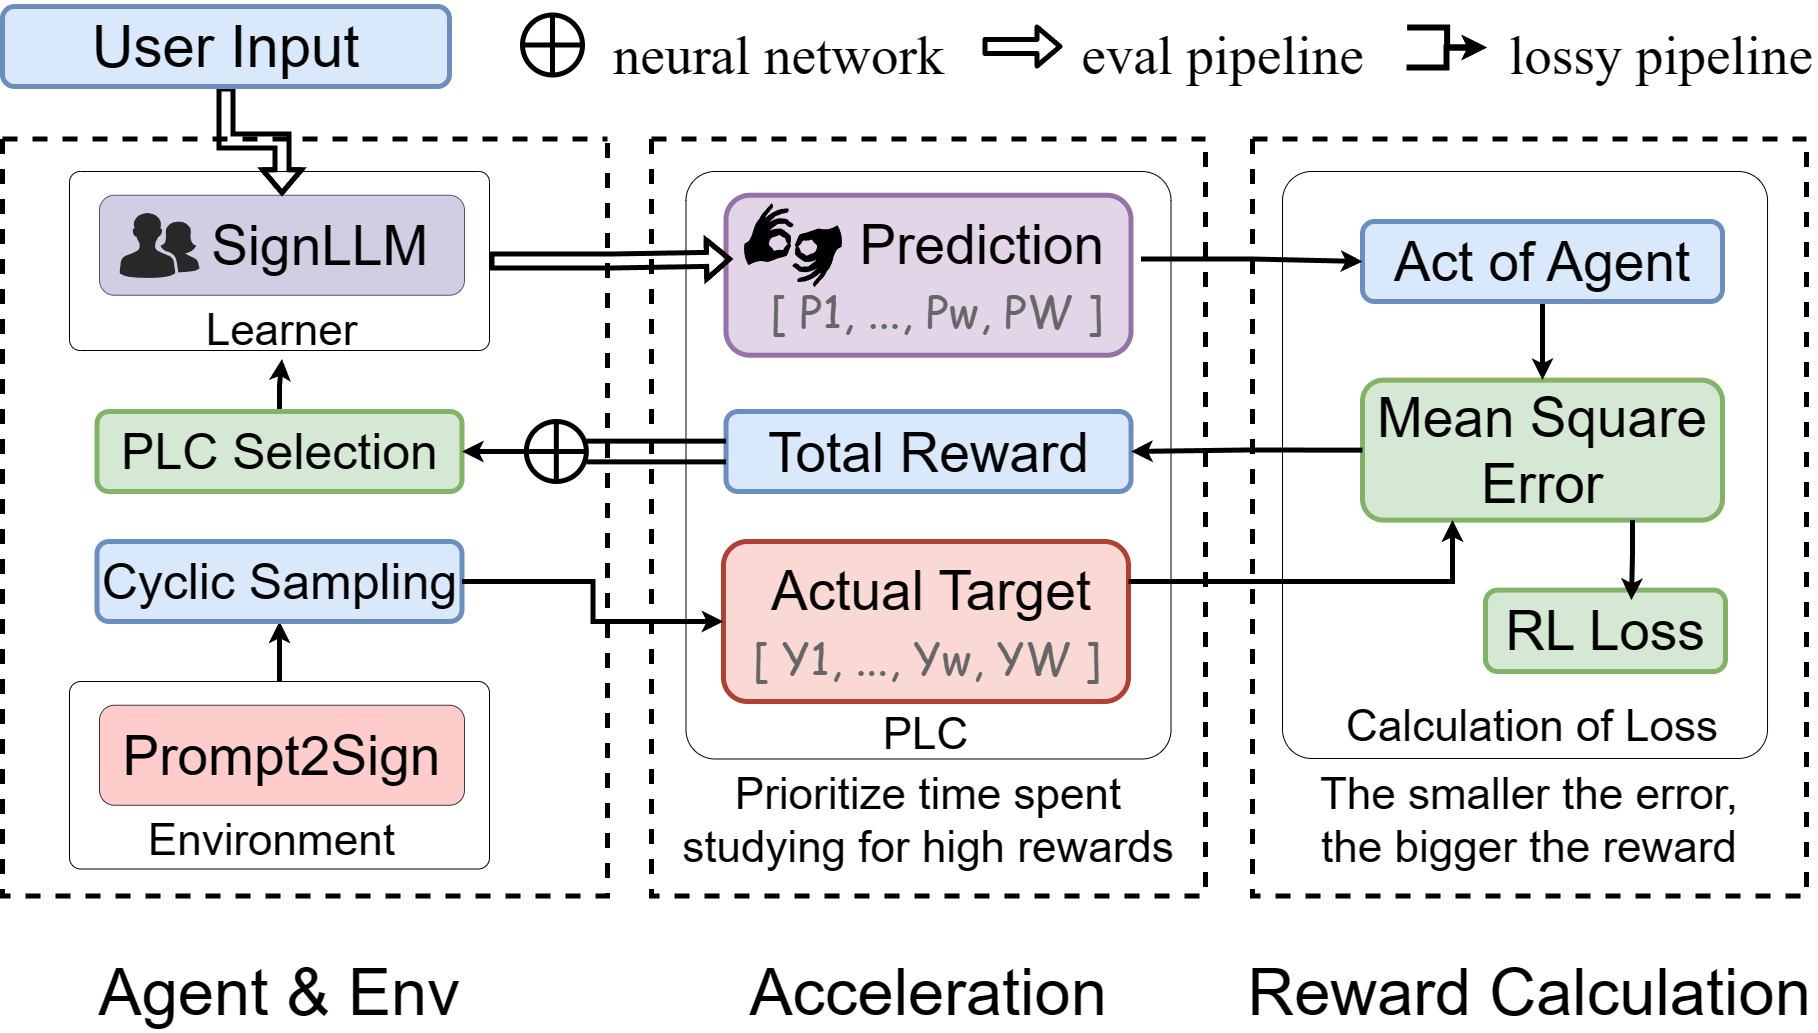 User Input
neural network
eval pipeline
lossy pipeline
SignLLM
Learner
PLC Selection
Cyclic Sampling
Prompt2Sign
Environment
Prediction
[ P1, ..., Pw, PW ]
Total Reward
Actual Target
[ Y1, ..., Yw, YW ]
PLC
Prioritize time spent
studying for high rewards
Act of Agent
Mean Square
Error
RL Loss
Calculation of Loss
The smaller the error,
the bigger the reward
Agent & Env
Acceleration
Reward Calculation